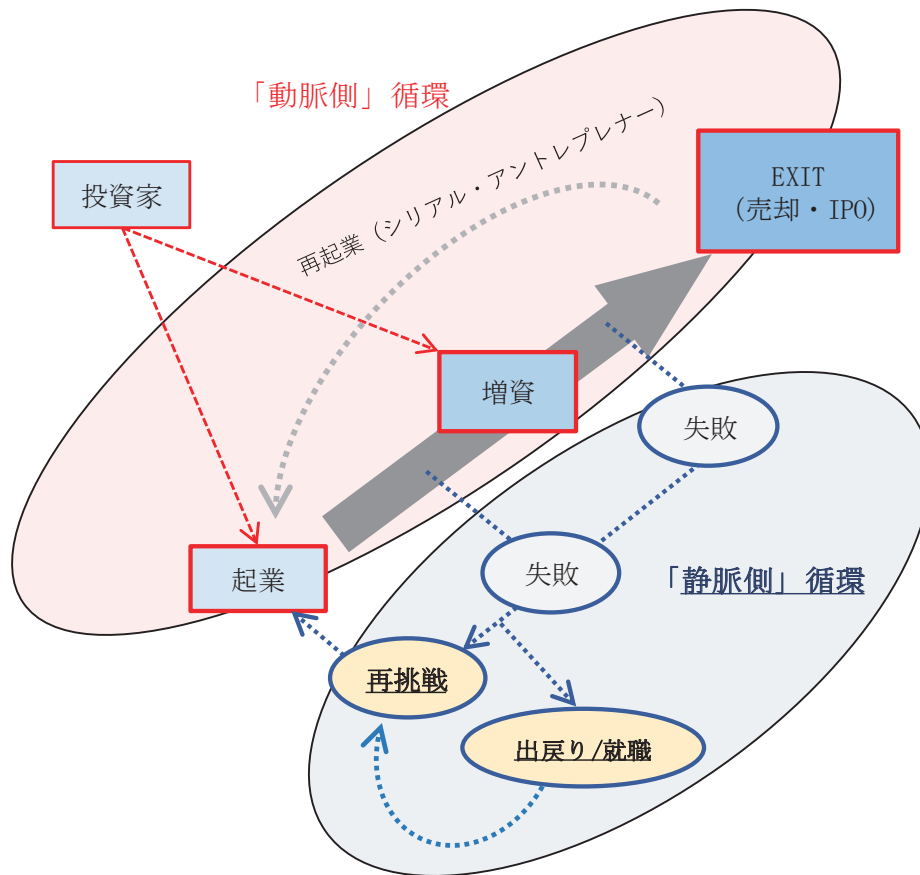 「動脈側」循環
投資家
再起業（シリアル・アントレプレナー）
EXIT
（売却・IPO）
増資
失敗
失敗
起業
「静脈側」循環
再挑戦
出戻り/就職